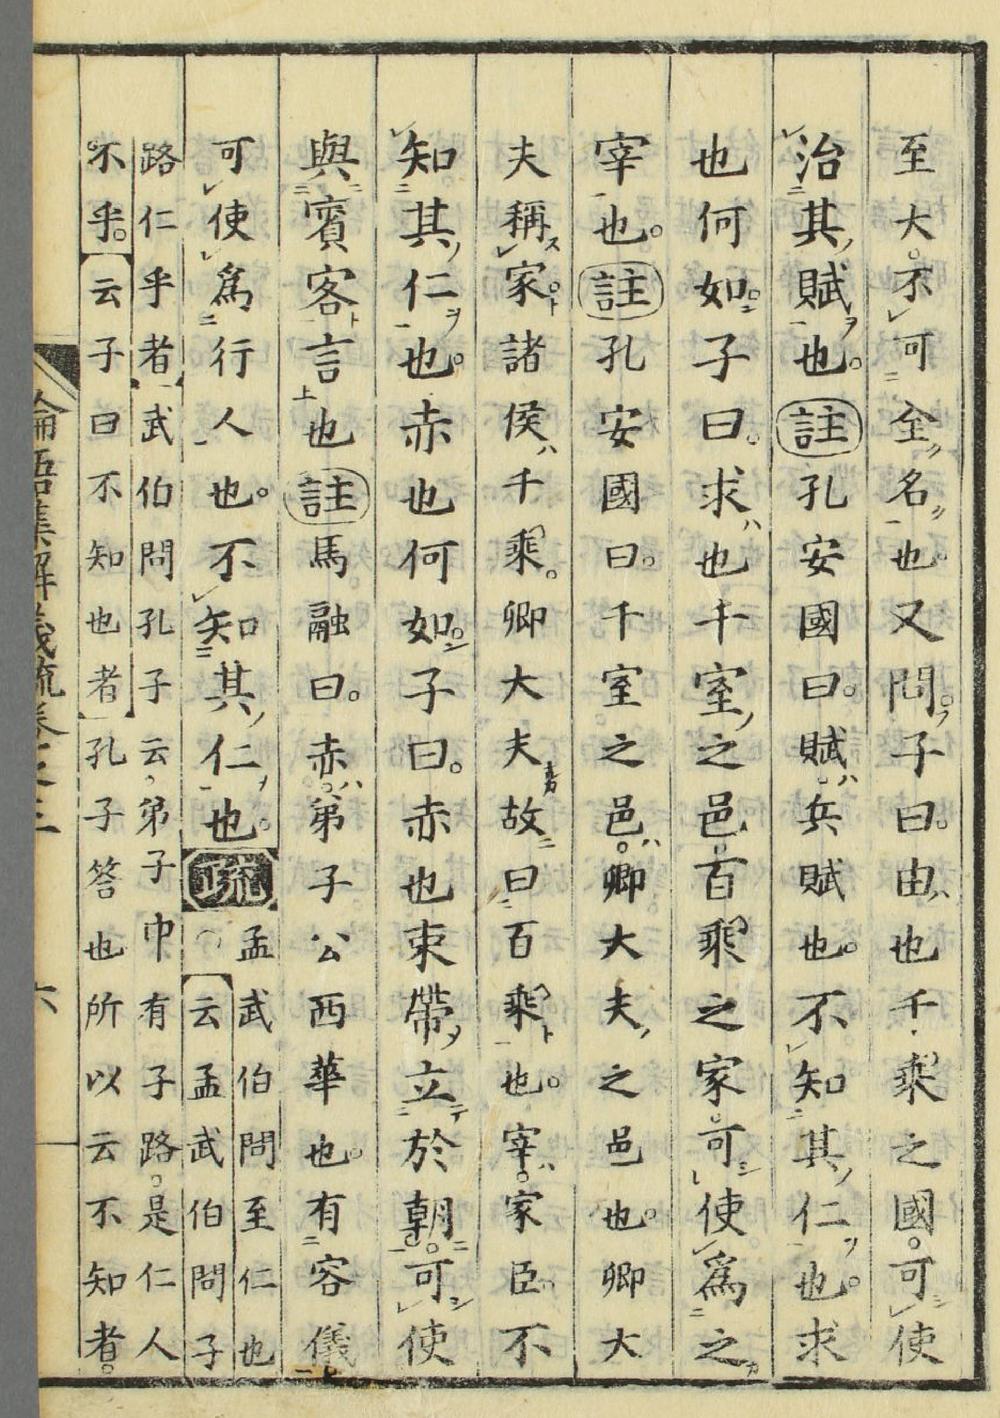 至大不可全名也又問子曰由也千乘之國可使
治其賦也註孔安國曰賦兵賦也不知其仁也求
也何如子曰求也千室之邑百乘之家可使爲之
宰也註孔安國曰千室之邑卿大夫之邑也卿大
夫稱家諸侯千乘卿大夫故曰百乘也宰家臣不
知其仁也赤也何如子曰赤也束帶立於朝可使
與賓客言也註馬融曰赤弟子公西華也有容儀
可使爲行人也不知其仁也疏
孟武伯問至仁也
云孟武伯問子
路仁乎者武伯問孔子云弟子中有子路是仁人
不乎云子曰不知也者孔子答也所以云不知者
論語集解義疏卷之三
六